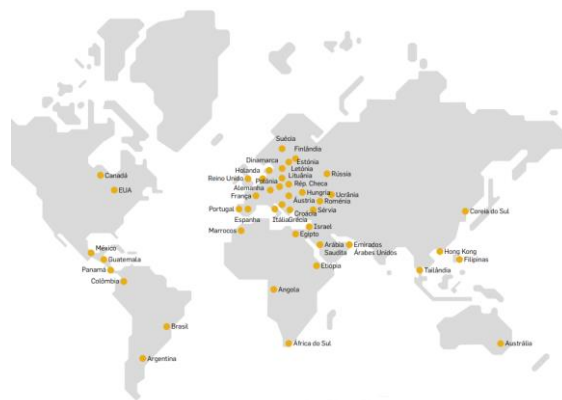 Suécia
Finlândia
Dinamarca
Estónia
Holanda
Letónia
Canadá
Reino Unido
Polónia
Lituânia
Rússia
Rép. Checa
EUA
Alemanha
Hungria
Ucrânia
França
Áustria
Roménia
Portugal
Espanha
Itália
Grécia
Croácia
Sérvia
Coreia do Sul
Marrocos
Israel
Egipto
México
Arábia
Saudita
Emirados
Árabes Unidos
Hong Kong
Guatemala
Filipinas
Panamá
Etiópia
Tailândia
Colômbia
Angola
Brasil
África do Sul
Austrália
Argentina